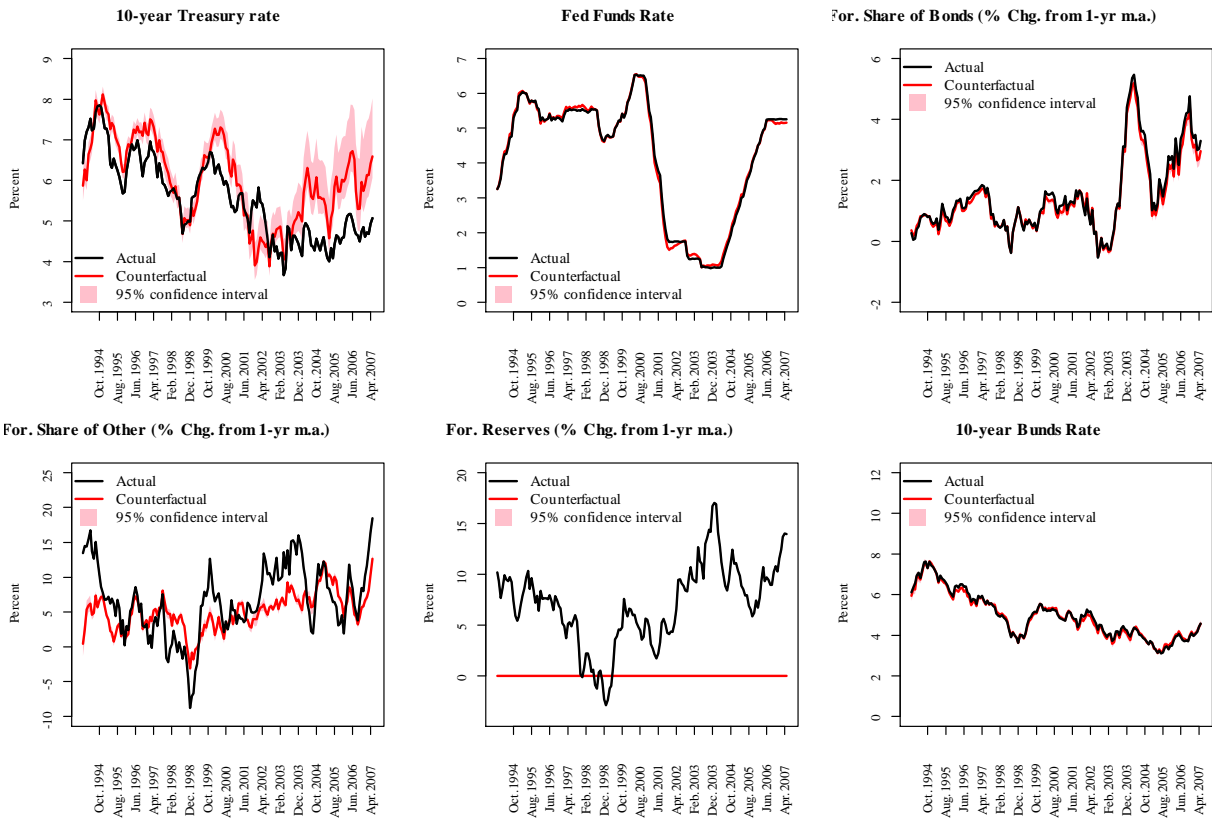 10-year Treasury rate
Percent
9
8
7
6
5
4
3
Actual
Counterfactual
95% confidence interval
Oct. 1994
Aug. 1995
Jun. 1996
Apr. 1997
Feb. 1998
Dec. 1998
Oct. 1999
Aug. 2000
Jun. 2001
Apr. 2002
Feb. 2003
Dec. 2003
Oct. 2004
Aug. 2005
Jun. 2006
Apr. 2007
Fed Funds Rate
Percent
7
6
5
4
3
2
1
0
Actual
Counterfactual
95% confidence interval
Oct. 1994
Aug. 1995
Jun. 1996
Apr. 1997
Feb. 1998
Dec. 1998
Oct. 1999
Aug. 2000
Jun. 2001
Apr. 2002
Feb. 2003
Dec. 2003
Oct. 2004
Aug. 2005
Jun. 2006
Apr. 2007
For. Share of Bonds (% Chg. from 1-yr m.a.)
Percent
6
4
2
0
-2
Actual
Counterfactual
95% confidence interval
Oct. 1994
Aug. 1995
Jun. 1996
Apr. 1997
Feb. 1998
Dec. 1998
Oct. 1999
Aug. 2000
Jun. 2001
Apr. 2002
Feb. 2003
Dec. 2003
Oct. 2004
Aug. 2005
Jun. 2006
Apr. 2007
For. Share of Other (% Chg. from 1-yr m.a.)
Percent
25
20
15
10
5
0
-5
-10
Actual
Counterfactual
95% confidence interval
Oct. 1994
Aug. 1995
Jun. 1996
Apr. 1997
Feb. 1998
Dec. 1998
Oct. 1999
Aug. 2000
Jun. 2001
Apr. 2002
Feb. 2003
Dec. 2003
Oct. 2004
Aug. 2005
Jun. 2006
Apr. 2007
For. Reserves (% Chg. from 1-yr m.a.)
Percent
20
15
10
5
0
Actual
Counterfactual
95% confidence interval
Oct. 1994
Aug. 1995
Jun. 1996
Apr. 1997
Feb. 1998
Dec. 1998
Oct. 1999
Aug. 2000
Jun. 2001
Apr. 2002
Feb. 2003
Dec. 2003
Oct. 2004
Aug. 2005
Jun. 2006
Apr. 2007
10-year Bunds Rate
Percent
12
10
8
6
4
2
0
Actual
Counterfactual
95% confidence interval
Oct. 1994
Aug. 1995
Jun. 1996
Apr. 1997
Feb. 1998
Dec. 1998
Oct. 1999
Aug. 2000
Jun. 2001
Apr. 2002
Feb. 2003
Dec. 2003
Oct. 2004
Aug. 2005
Jun. 2006
Apr. 2007